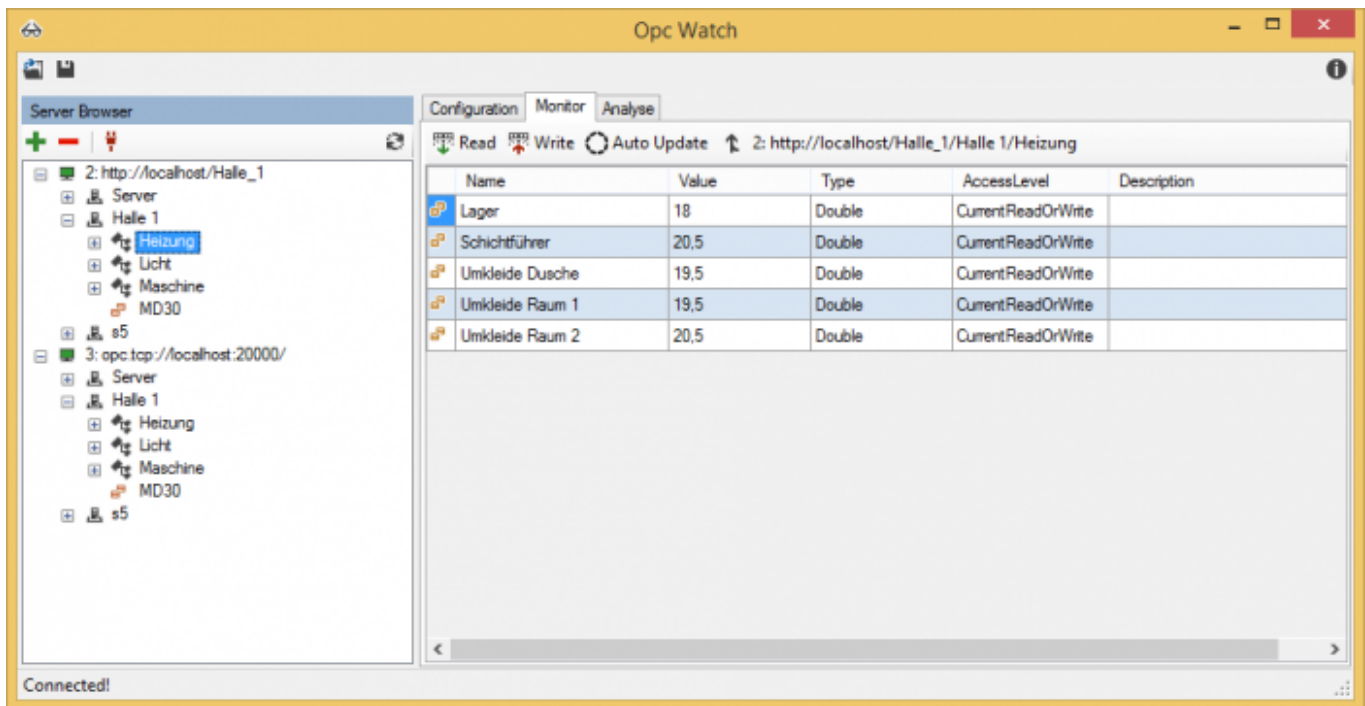 Opc Watch
Server Browser
2: http://localhost/Halle_1
Server
Halle 1
Heizung
Licht
Maschine
MD30
s5
3: opc.tcp://localhost:20000/
Server
Halle 1
Heizung
Licht
Maschine
MD30
s5
Configuration Monitor Analyse
Read Write Auto Update 2: http://localhost/Halle_1/Halle 1/Heizung
Name Value Type AccessLevel Description
Lager 18 Double CurrentReadOrWrite
Schichtführer 20,5 Double CurrentReadOrWrite
Umkleide Dusche 19,5 Double CurrentReadOrWrite
Umkleide Raum 1 19,5 Double CurrentReadOrWrite
Umkleide Raum 2 20,5 Double CurrentReadOrWrite
Connected!